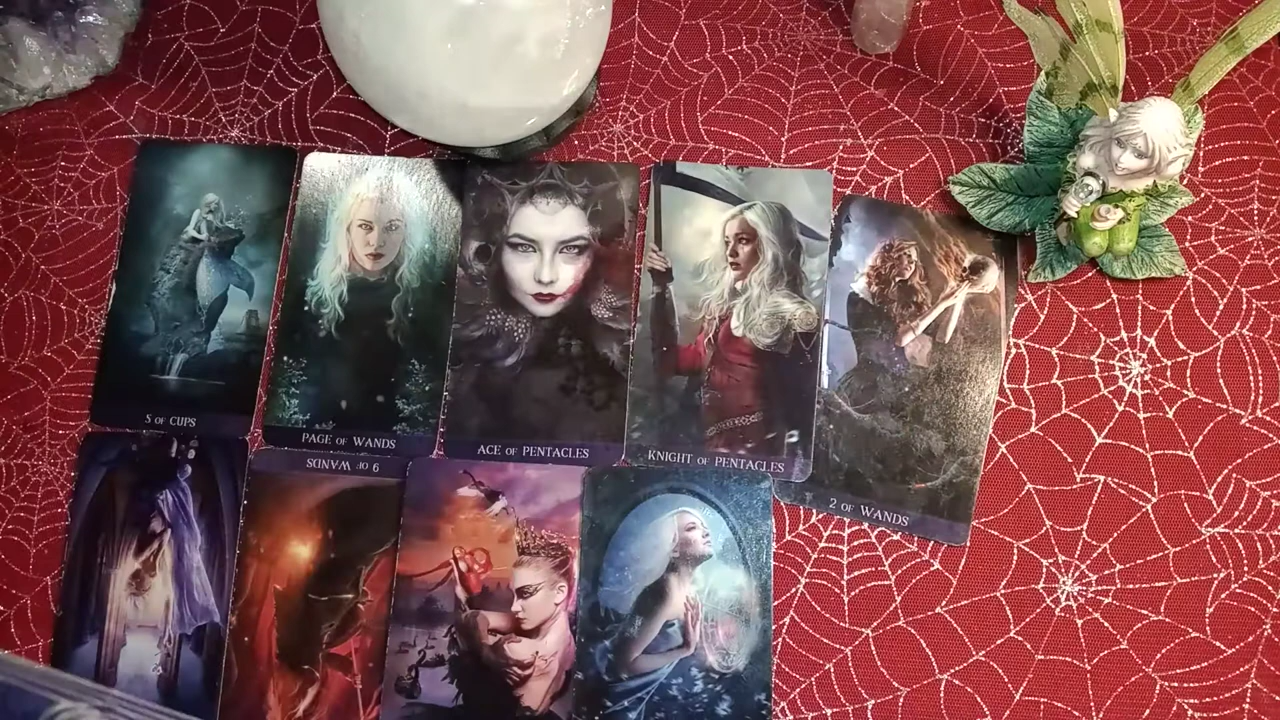 5 OF CUPS
PAGE OF WANDS
ACE OF PENTACLES
KNIGHT OF PENTACLES
2 OF WANDS
9 OF WANDS